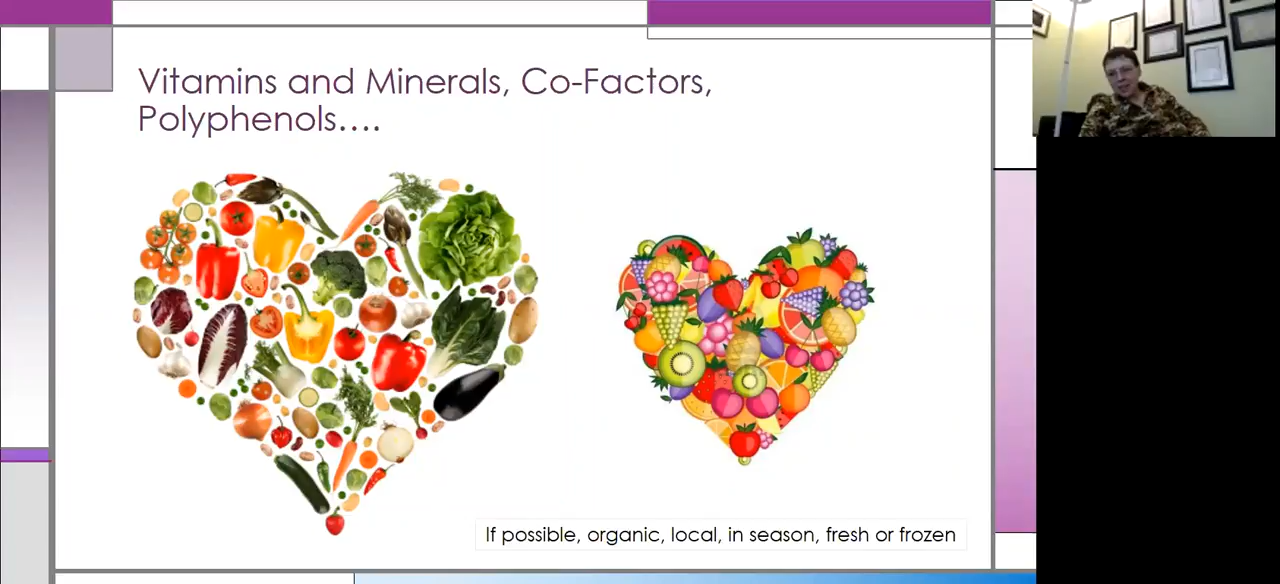 Vitamins and Minerals, Co-Factors,
Polyphenols….
If possible, organic, local, in season, fresh or frozen